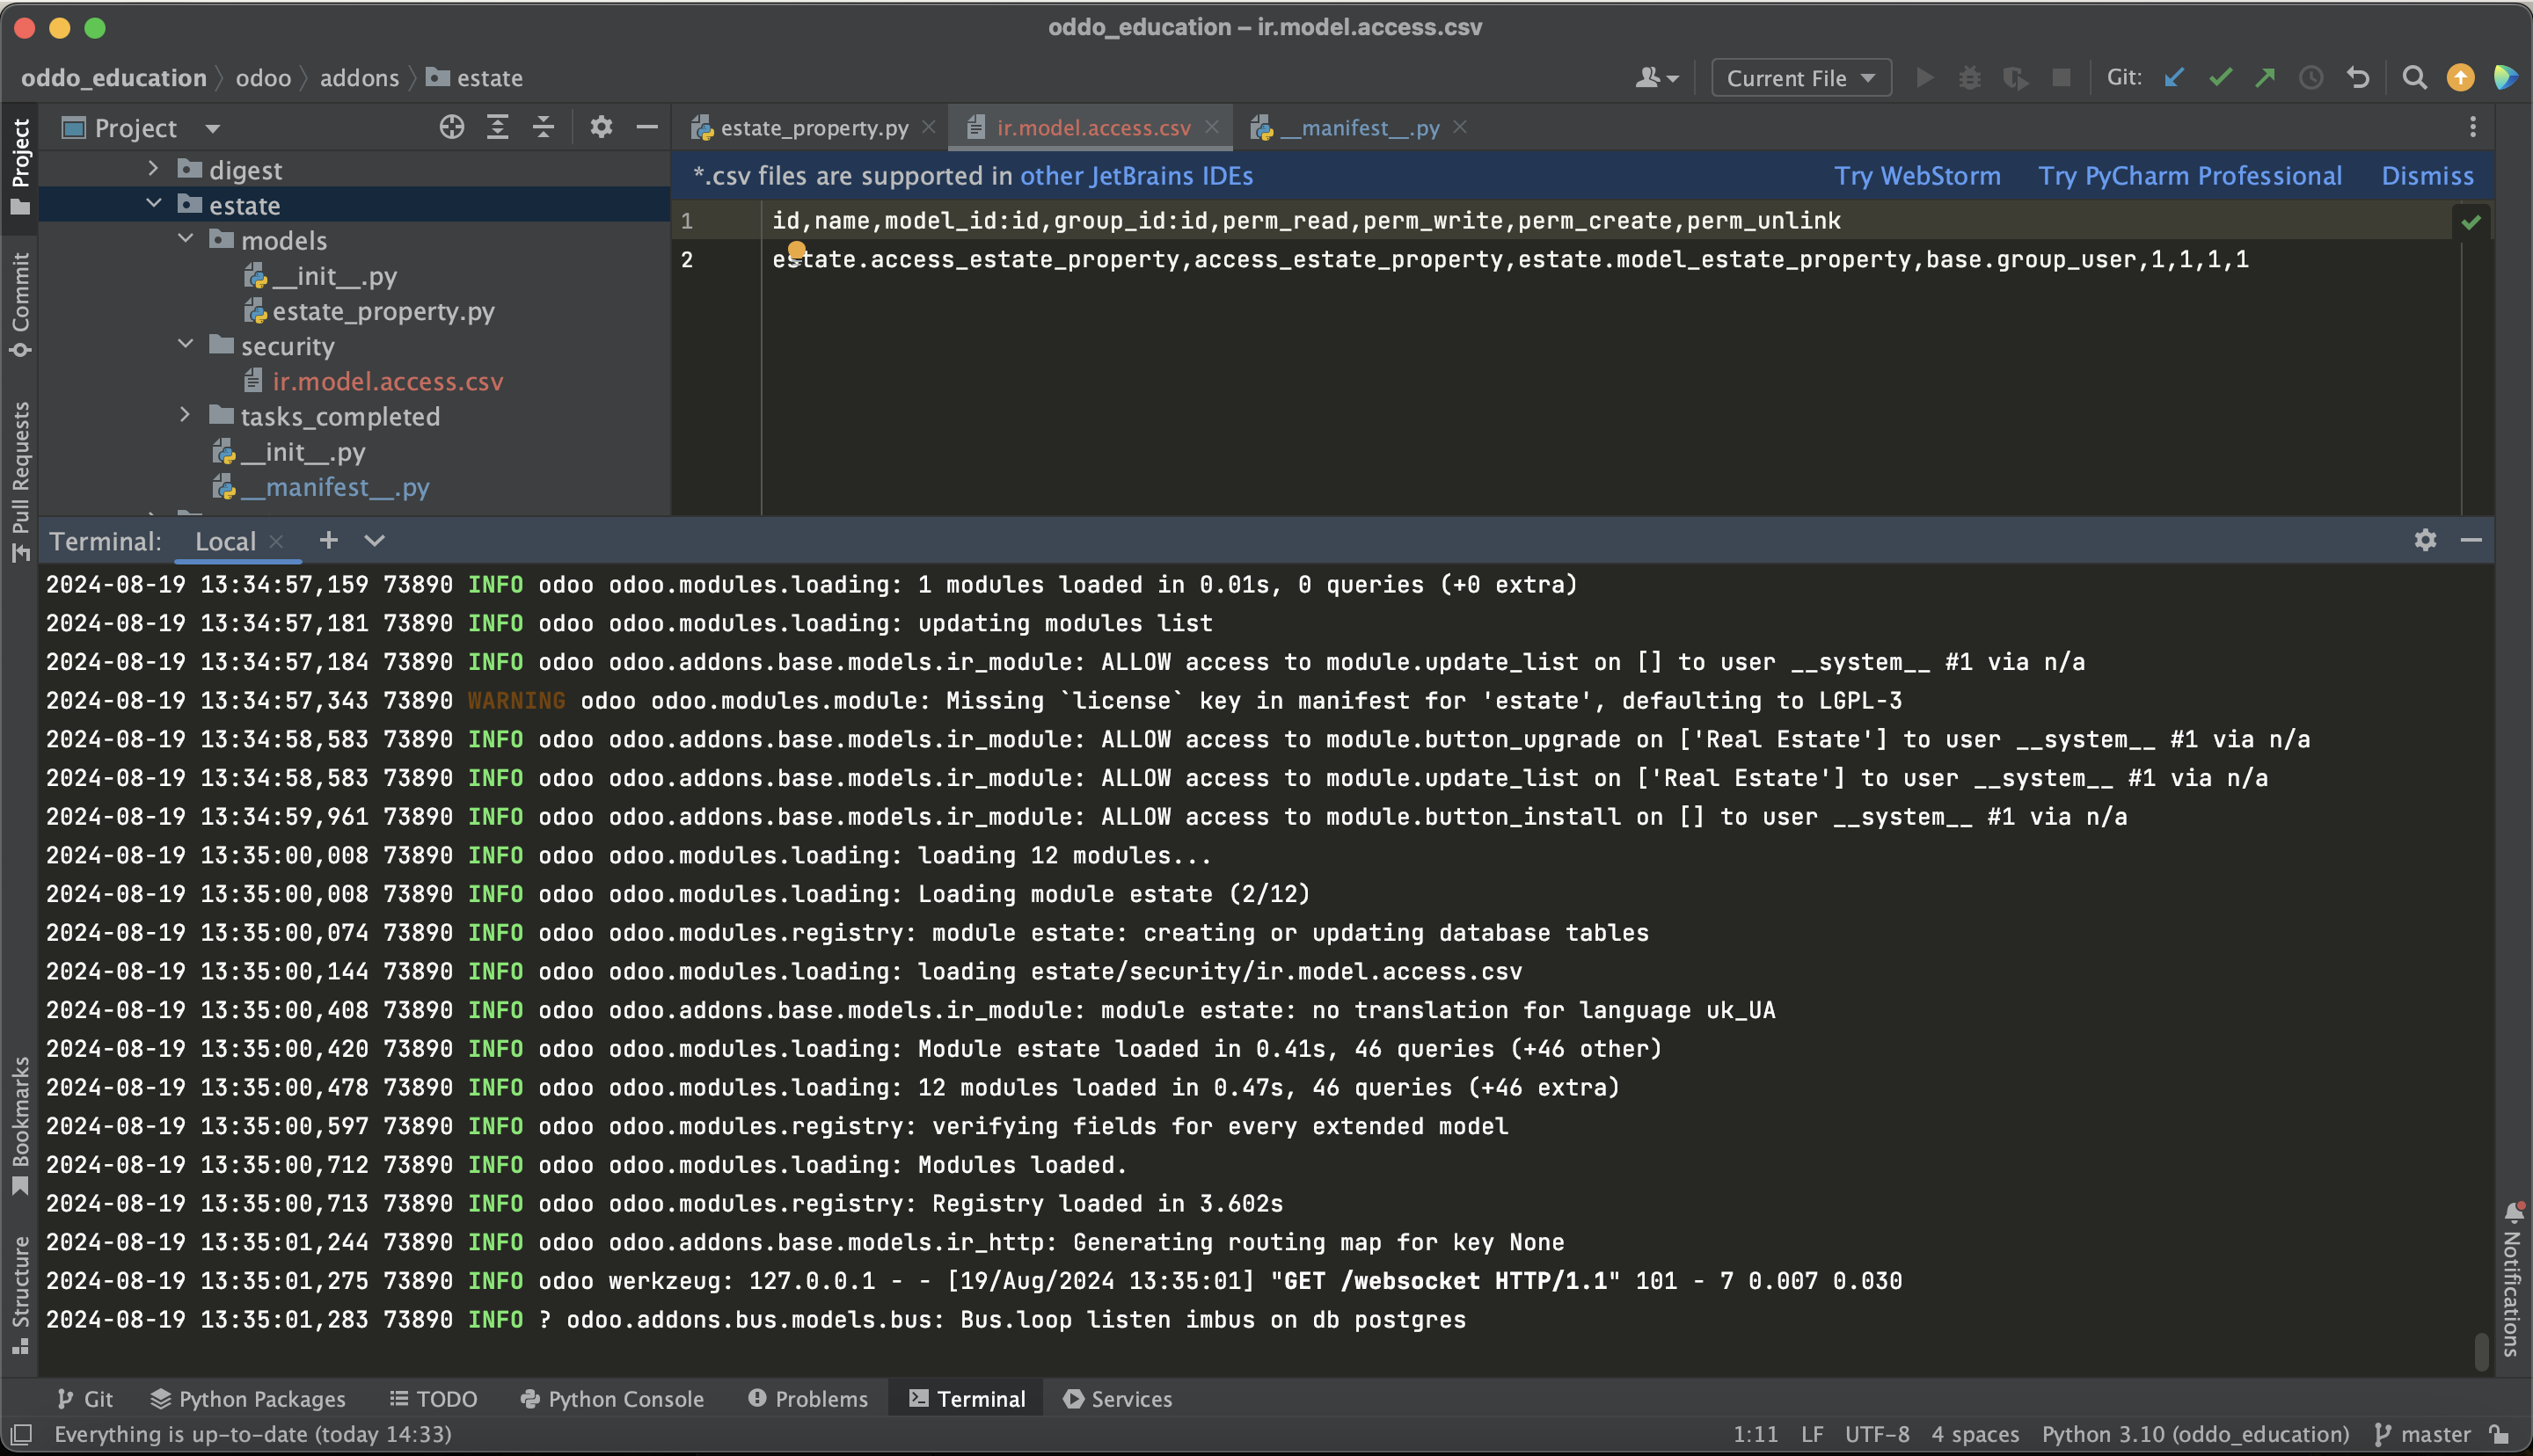 oddo_education – ir.model.access.csv
oddo_education odoo addons estate
Current File
Git:
Project
Project
Commit
Pull Requests
Bookmarks
Structure
digest
estate
models
__init__.py
estate_property.py
security
ir.model.access.csv
tasks_completed
__init__.py
__manifest__.py
estate_property.py ir.model.access.csv __manifest__.py
*.csv files are supported in other JetBrains IDEs Try WebStorm Try PyCharm Professional Dismiss
1 id,name,model_id:id,group_id:id,perm_read,perm_write,perm_create,perm_unlink
2 estate.access_estate_property,access_estate_property,estate.model_estate_property,base.group_user,1,1,1,1
Terminal: Local
2024-08-19 13:34:57,159 73890 INFO odoo odoo.modules.loading: 1 modules loaded in 0.01s, 0 queries (+0 extra)
2024-08-19 13:34:57,181 73890 INFO odoo odoo.modules.loading: updating modules list
2024-08-19 13:34:57,184 73890 INFO odoo odoo.addons.base.models.ir_module: ALLOW access to module.update_list on [] to user __system__ #1 via n/a
2024-08-19 13:34:57,343 73890 WARNING odoo odoo.modules.module: Missing `license` key in manifest for 'estate', defaulting to LGPL-3
2024-08-19 13:34:58,583 73890 INFO odoo odoo.addons.base.models.ir_module: ALLOW access to module.button_upgrade on ['Real Estate'] to user __system__ #1 via n/a
2024-08-19 13:34:58,583 73890 INFO odoo odoo.addons.base.models.ir_module: ALLOW access to module.update_list on ['Real Estate'] to user __system__ #1 via n/a
2024-08-19 13:34:59,961 73890 INFO odoo odoo.addons.base.models.ir_module: ALLOW access to module.button_install on [] to user __system__ #1 via n/a
2024-08-19 13:35:00,008 73890 INFO odoo odoo.modules.loading: loading 12 modules...
2024-08-19 13:35:00,008 73890 INFO odoo odoo.modules.loading: Loading module estate (2/12)
2024-08-19 13:35:00,074 73890 INFO odoo odoo.modules.registry: module estate: creating or updating database tables
2024-08-19 13:35:00,144 73890 INFO odoo odoo.modules.loading: loading estate/security/ir.model.access.csv
2024-08-19 13:35:00,408 73890 INFO odoo odoo.addons.base.models.ir_module: module estate: no translation for language uk_UA
2024-08-19 13:35:00,420 73890 INFO odoo odoo.modules.loading: Module estate loaded in 0.41s, 46 queries (+46 other)
2024-08-19 13:35:00,478 73890 INFO odoo odoo.modules.loading: 12 modules loaded in 0.47s, 46 queries (+46 extra)
2024-08-19 13:35:00,597 73890 INFO odoo odoo.modules.registry: verifying fields for every extended model
2024-08-19 13:35:00,712 73890 INFO odoo odoo.modules.loading: Modules loaded.
2024-08-19 13:35:00,713 73890 INFO odoo odoo.modules.registry: Registry loaded in 3.602s
2024-08-19 13:35:01,244 73890 INFO odoo odoo.addons.base.models.ir_http: Generating routing map for key None
2024-08-19 13:35:01,275 73890 INFO odoo werkzeug: 127.0.0.1 - - [19/Aug/2024 13:35:01] "GET /websocket HTTP/1.1" 101 - 7 0.007 0.030
2024-08-19 13:35:01,283 73890 INFO ? odoo.addons.bus.models.bus: Bus.loop listen imbus on db postgres
Notifications
Git Python Packages TODO Python Console Problems Terminal Services
Everything is up-to-date (today 14:33) 1:11 LF UTF-8 4 spaces Python 3.10 (oddo_education) master